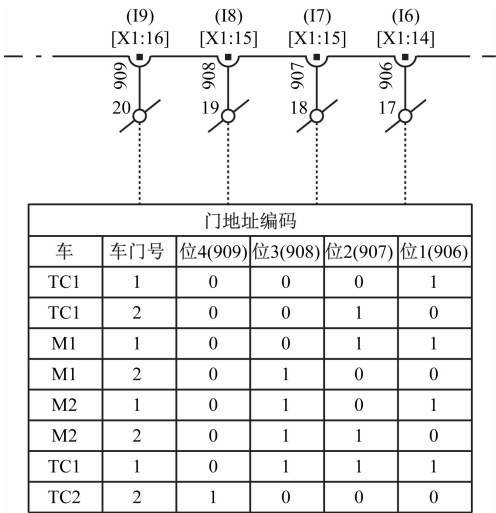 (I9) (I8) (I7) (I6)
[X1:16] [X1:15] [X1:15] [X1:14]
909 908 907 906
20 19 18 17
门地址编码
车 车门号 位4(909) 位3(908) 位2(907) 位1(906)
TC1 1 0 0 0 1
TC1 2 0 0 1 0
M1 1 0 0 1 1
M1 2 0 1 0 0
M2 1 0 1 0 1
M2 2 0 1 1 0
TC1 1 0 1 1 1
TC2 2 1 0 0 0